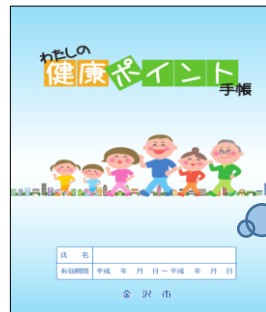 わたしの
健康ポイント
手帳
氏 名
有効期間 平成 年 月 日～平成 年 月 日
金沢市